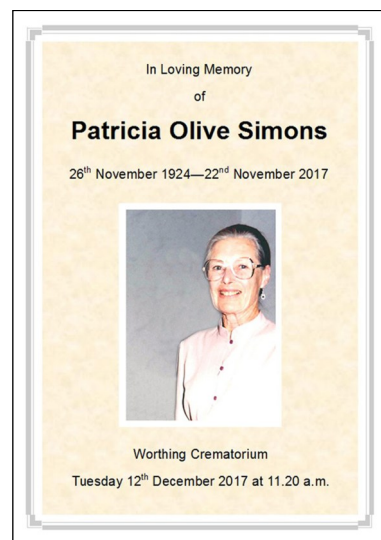 In Loving Memory
of
Patricia Olive Simons
26th November 1924—22nd November 2017
Worthing Crematorium
Tuesday 12th December 2017 at 11.20 a.m.